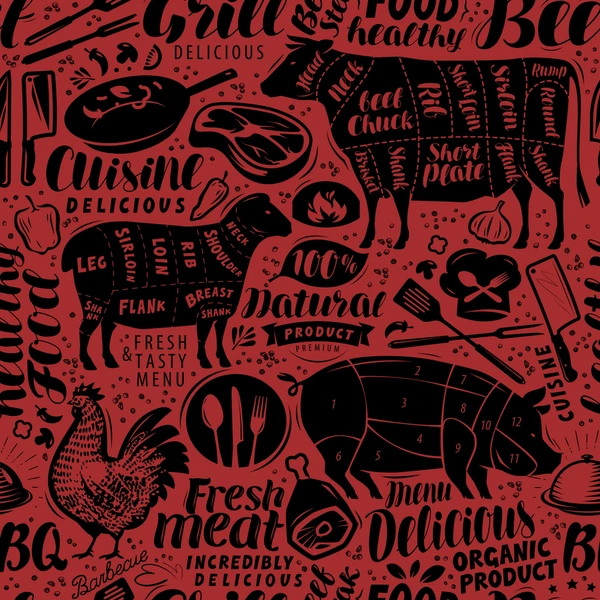 Grill
DELICIOUS
FOOD
healthy
Bee
Head
Neck
beef
Chuck
Rib
Short Loin
Sirloin
Rump
Round
Shank
Short
plate
Flank
Shank
Cuisine
DELICIOUS
LEG
SIRLOIN
LOIN
RIB
SHOULDER
NECK
SHANK
FLANK
BREAST
SHANK
100%
Natural
PRODUCT
PREMIUM
FRESH
& TASTY
MENU
healthy
Food
CUISINE
1
2
3
4
5
6
7
8
9
10
11
12
Fresh
meat
INCREDIBLY
DELICIOUS
menu
Delicious
ORGANIC
PRODUCT
BQ
Barbecue
B